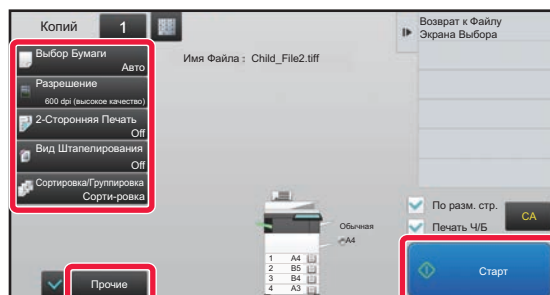 Копий 1
Имя Файла : Child_File2.tiff
Возврат к Файлу
Экрана Выбора
Выбор Бумаги
Авто
Разрешение
600 dpi (высокое качество)
2-Сторонняя Печать
Off
Вид Штапелирования
Off
Сортировка/Группировка
Сорти-ровка
Прочие
Обычная
A4
1 A4
2 B5
3 B4
4 A3
По разм. стр.
Печать Ч/Б
CA
Старт